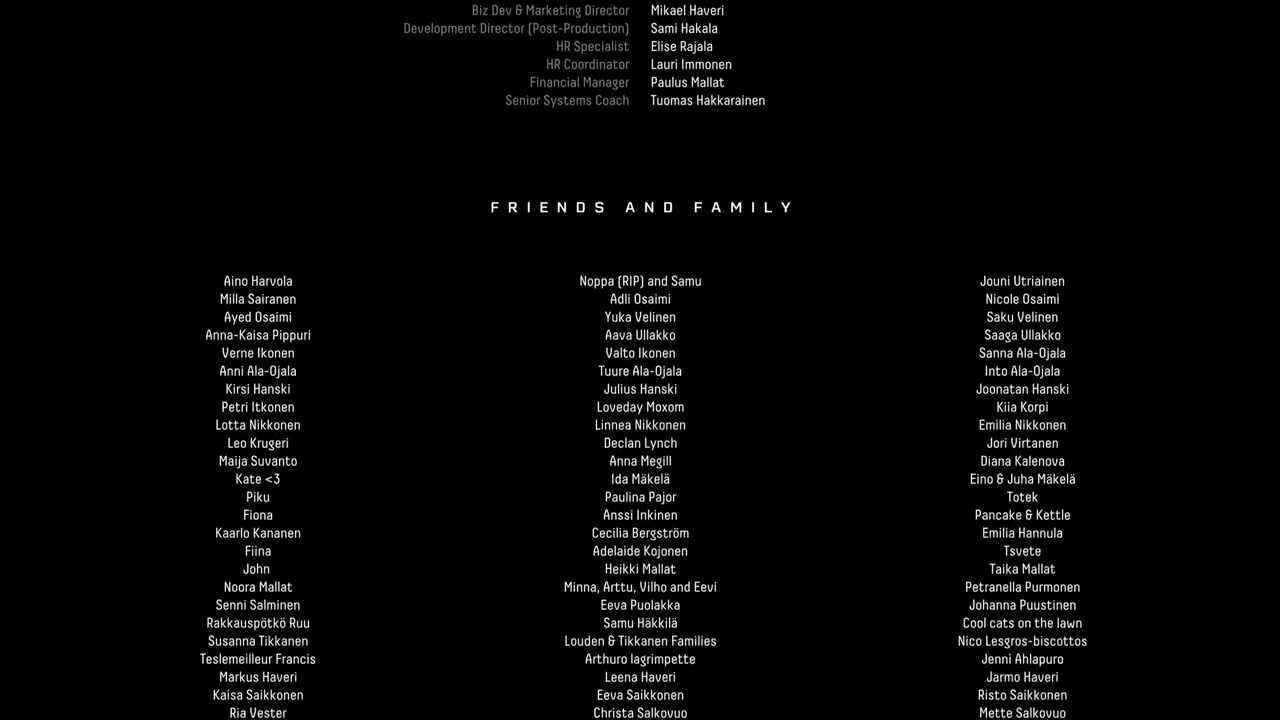 Biz Dev & Marketing Director Mikael Haveri
Development Director (Post-Production) Sami Hakala
HR Specialist Elise Rajala
HR Coordinator Lauri Immonen
Financial Manager Paulus Mallat
Senior Systems Coach Tuomas Hakkarainen
FRIENDS AND FAMILY
Aino Harvola Noppa (RIP) and Samu Jouni Utriainen
Milla Sairanen Adli Osaimi Nicole Osaimi
Ayed Osaimi Yuka Velinen Saku Velinen
Anna-Kaisa Pippuri Aava Ullakko Saaga Ullakko
Verne Ikonen Valto Ikonen Sanna Ala-Ojala
Anni Ala-Ojala Tuure Ala-Ojala Into Ala-Ojala
Kirsi Hanski Julius Hanski Joonatan Hanski
Petri Itkonen Loveday Moxom Kiia Korpi
Lotta Nikkonen Linnea Nikkonen Emilia Nikkonen
Leo Krugeri Declan Lynch Jori Virtanen
Maija Suvanto Anna Megill Diana Kalenova
Kate <3 Ida Mäkelä Eino & Juha Mäkelä
Piku Paulina Pajor Totek
Fiona Anssi Inkinen Pancake & Kettle
Kaarlo Kananen Cecilia Bergström Emilia Hannula
Fiina Adelaide Kojonen Tsvete
John Heikki Mallat Taika Mallat
Noora Mallat Minna, Arttu, Vilho and Eevi Petranella Purmonen
Senni Salminen Eeva Puolakka Johanna Puustinen
Rakkauspötkö Ruu Samu Häkkilä Cool cats on the lawn
Susanna Tikkanen Louden & Tikkanen Families Nico Lesgros-biscottos
Teslemeilleur Francis Arthuro lagrimpette Jenni Ahlapuro
Markus Haveri Leena Haveri Jarmo Haveri
Kaisa Saikkonen Eeva Saikkonen Risto Saikkonen
Ria Vester Christa Salkovuo Mette Salkovuo